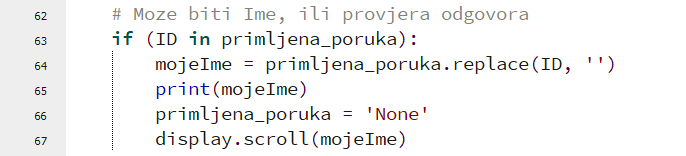 62 # Moze biti Ime, ili provjera odgovora
63 if (ID in primljena_poruka):
64 mojeIme = primljena_poruka.replace(ID, '')
65 print(mojeIme)
66 primljena_poruka = 'None'
67 display.scroll(mojeIme)